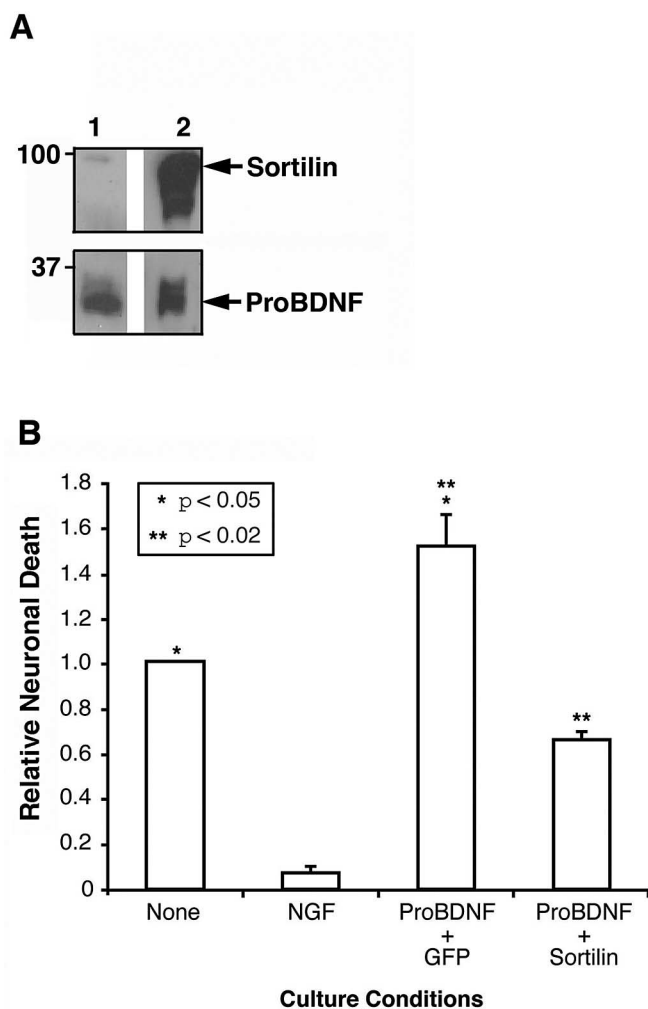 A
1 2
100
Sortilin
37
ProBDNF
B
Relative Neuronal Death
1.8
1.6
1.4
1.2
1.0
0.8
0.6
0.4
0.2
0
* p < 0.05
** p < 0.02
*
**
*
**
None NGF ProBDNF ProBDNF
+ +
GFP Sortilin
Culture Conditions